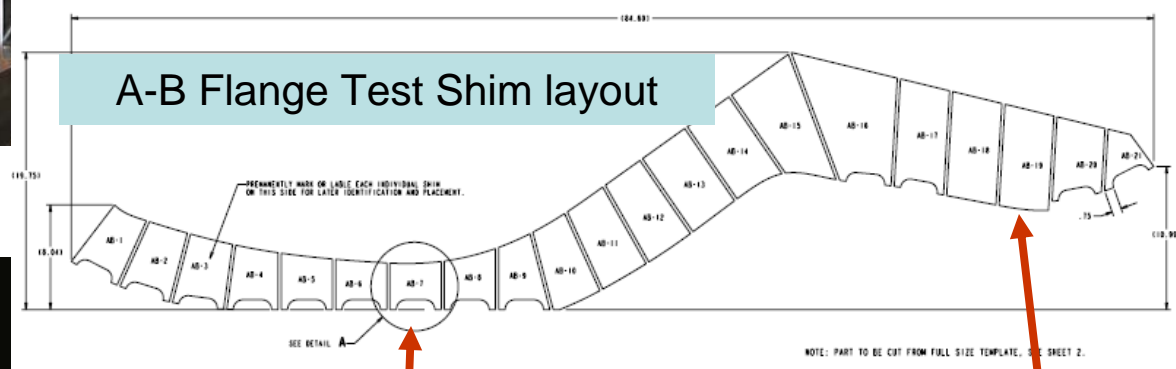 (84.60)
A-B Flange Test Shim layout
(19.75)
PREMANENTLY MARK OR LABLE EACH INDIVIDUAL SHIM
ON THIS SIDE FOR LATER IDENTIFICATION AND PLACEMENT.
(8.04)
AB-1
AB-2
AB-3
AB-4
AB-5
AB-6
AB-7
AB-8
AB-9
AB-10
AB-11
AB-12
AB-13
AB-14
AB-15
AB-16
AB-17
AB-18
AB-19
AB-20
AB-21
.75
SEE DETAIL A
NOTE: PART TO BE CUT FROM FULL SIZE TEMPLATE, SHEET 2.